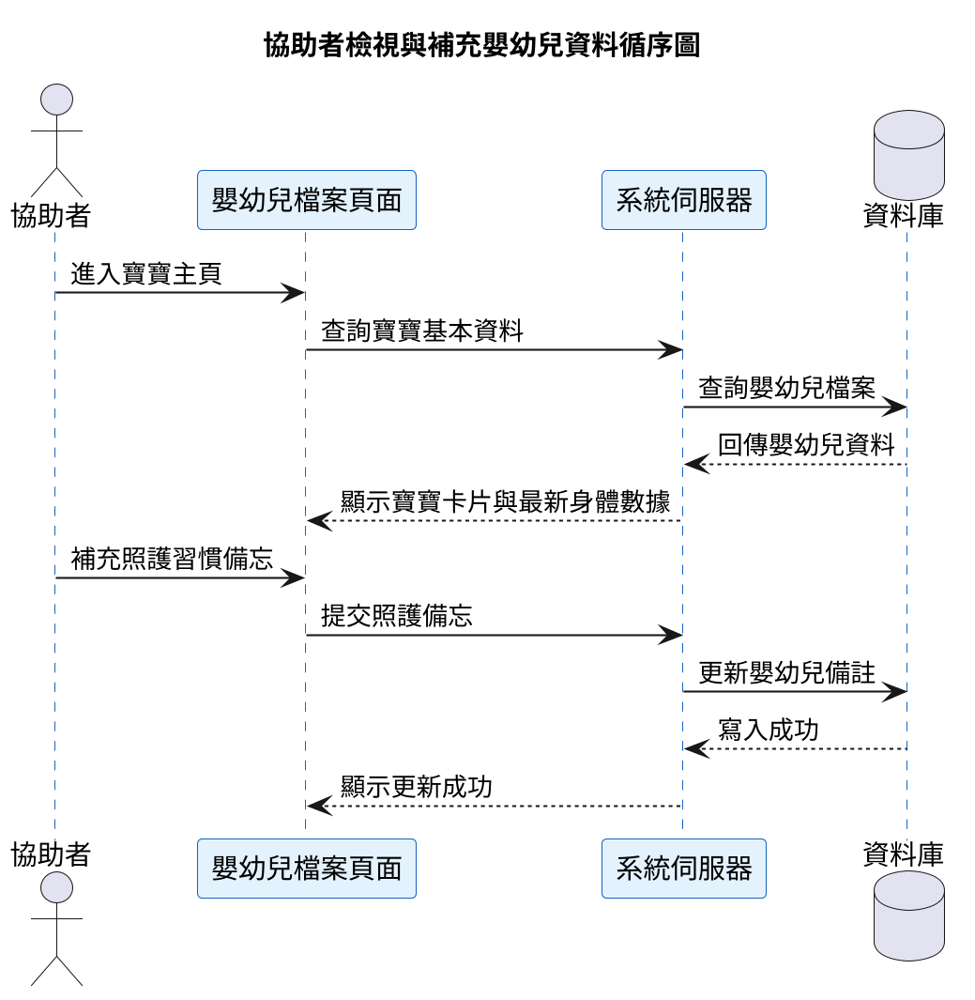 協助者檢視與補充嬰幼兒資料循序圖
協助者
嬰幼兒檔案頁面
系統伺服器
資料庫
進入寶寶主頁
查詢寶寶基本資料
查詢嬰幼兒檔案
回傳嬰幼兒資料
顯示寶寶卡片與最新身體數據
補充照護習慣備忘
提交照護備忘
更新嬰幼兒備註
寫入成功
顯示更新成功
協助者
嬰幼兒檔案頁面
系統伺服器
資料庫